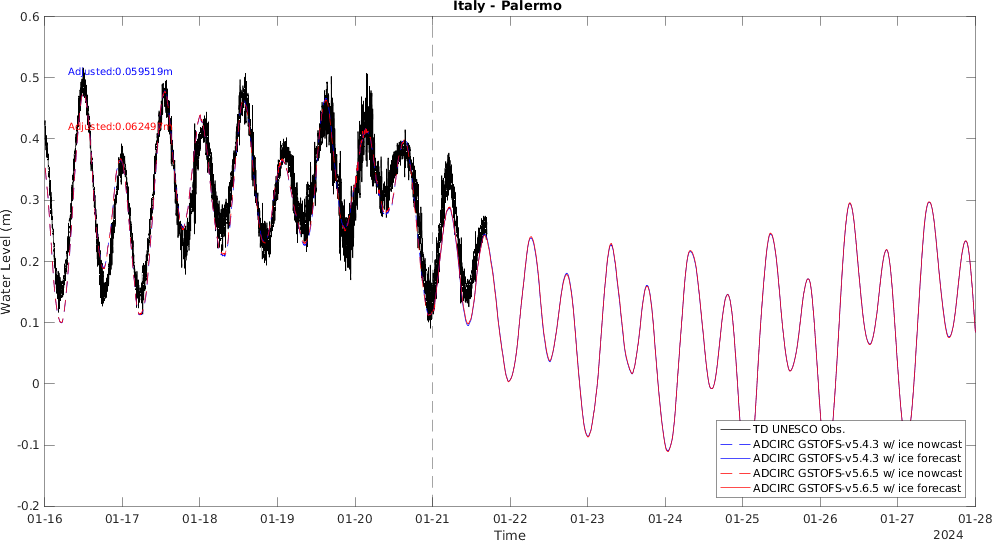 Italy - Palermo
Water Level (m)
0.6
0.5
0.4
0.3
0.2
0.1
0
-0.1
-0.2
Adjusted:0.059519m
TD UNESCO Obs.
ADCIRC GSTOFS-v5.4.3 w/ ice nowcast
ADCIRC GSTOFS-v5.4.3 w/ ice forecast
ADCIRC GSTOFS-v5.6.5 w/ ice nowcast
ADCIRC GSTOFS-v5.6.5 w/ ice forecast
01-16 01-17 01-18 01-19 01-20 01-21 01-22 01-23 01-24 01-25 01-26 01-27 01-28
Time
2024